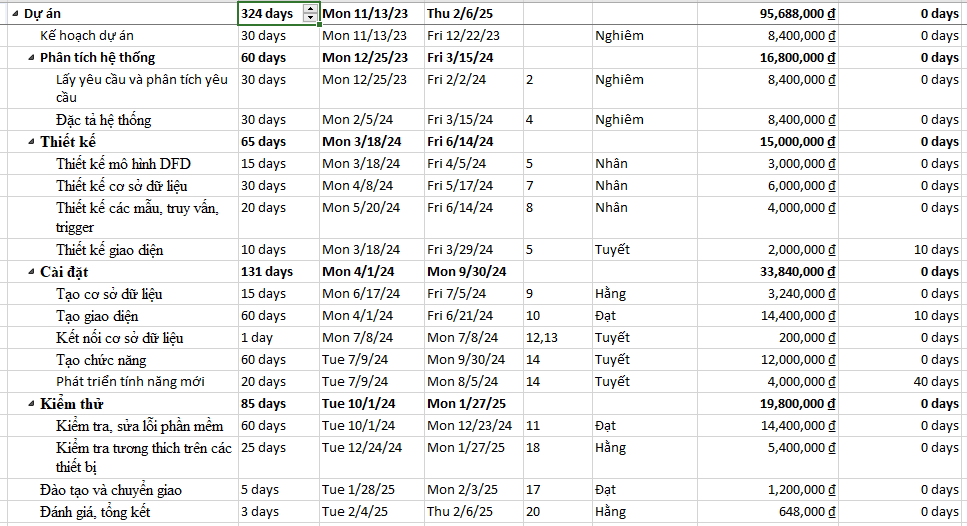 Dự án 324 days Mon 11/13/23 Thu 2/6/25 95,688,000 ₫ 0 days
Kế hoạch dự án 30 days Mon 11/13/23 Fri 12/22/23 Nghiêm 8,400,000 ₫ 0 days
Phân tích hệ thống 60 days Mon 12/25/23 Fri 3/15/24 16,800,000 ₫ 0 days
Lấy yêu cầu và phân tích yêu 30 days Mon 12/25/23 Fri 2/2/24 2 Nghiêm 8,400,000 ₫ 0 days
cầu
Đặc tả hệ thống 30 days Mon 2/5/24 Fri 3/15/24 4 Nghiêm 8,400,000 ₫ 0 days
Thiết kế 65 days Mon 3/18/24 Fri 6/14/24 15,000,000 ₫ 0 days
Thiết kế mô hình DFD 15 days Mon 3/18/24 Fri 4/5/24 5 Nhân 3,000,000 ₫ 0 days
Thiết kế cơ sở dữ liệu 30 days Mon 4/8/24 Fri 5/17/24 7 Nhân 6,000,000 ₫ 0 days
Thiết kế các mẫu, truy vấn, 20 days Mon 5/20/24 Fri 6/14/24 8 Nhân 4,000,000 ₫ 0 days
trigger
Thiết kế giao diện 10 days Mon 3/18/24 Fri 3/29/24 5 Tuyết 2,000,000 ₫ 10 days
Cài đặt 131 days Mon 4/1/24 Mon 9/30/24 33,840,000 ₫ 0 days
Tạo cơ sở dữ liệu 15 days Mon 6/17/24 Fri 7/5/24 9 Hằng 3,240,000 ₫ 0 days
Tạo giao diện 60 days Mon 4/1/24 Fri 6/21/24 10 Đạt 14,400,000 ₫ 10 days
Kết nối cơ sở dữ liệu 1 day Mon 7/8/24 Mon 7/8/24 12,13 Tuyết 200,000 ₫ 0 days
Tạo chức năng 60 days Tue 7/9/24 Mon 9/30/24 14 Tuyết 12,000,000 ₫ 0 days
Phát triển tính năng mới 20 days Tue 7/9/24 Mon 8/5/24 14 Tuyết 4,000,000 ₫ 40 days
Kiểm thử 85 days Tue 10/1/24 Mon 1/27/25 19,800,000 ₫ 0 days
Kiểm tra, sửa lỗi phần mềm 60 days Tue 10/1/24 Mon 12/23/24 11 Đạt 14,400,000 ₫ 0 days
Kiểm tra tương thích trên các 25 days Tue 12/24/24 Mon 1/27/25 18 Hằng 5,400,000 ₫ 0 days
thiết bị
Đào tạo và chuyển giao 5 days Tue 1/28/25 Mon 2/3/25 17 Đạt 1,200,000 ₫ 0 days
Đánh giá, tổng kết 3 days Tue 2/4/25 Thu 2/6/25 20 Hằng 648,000 ₫ 0 days